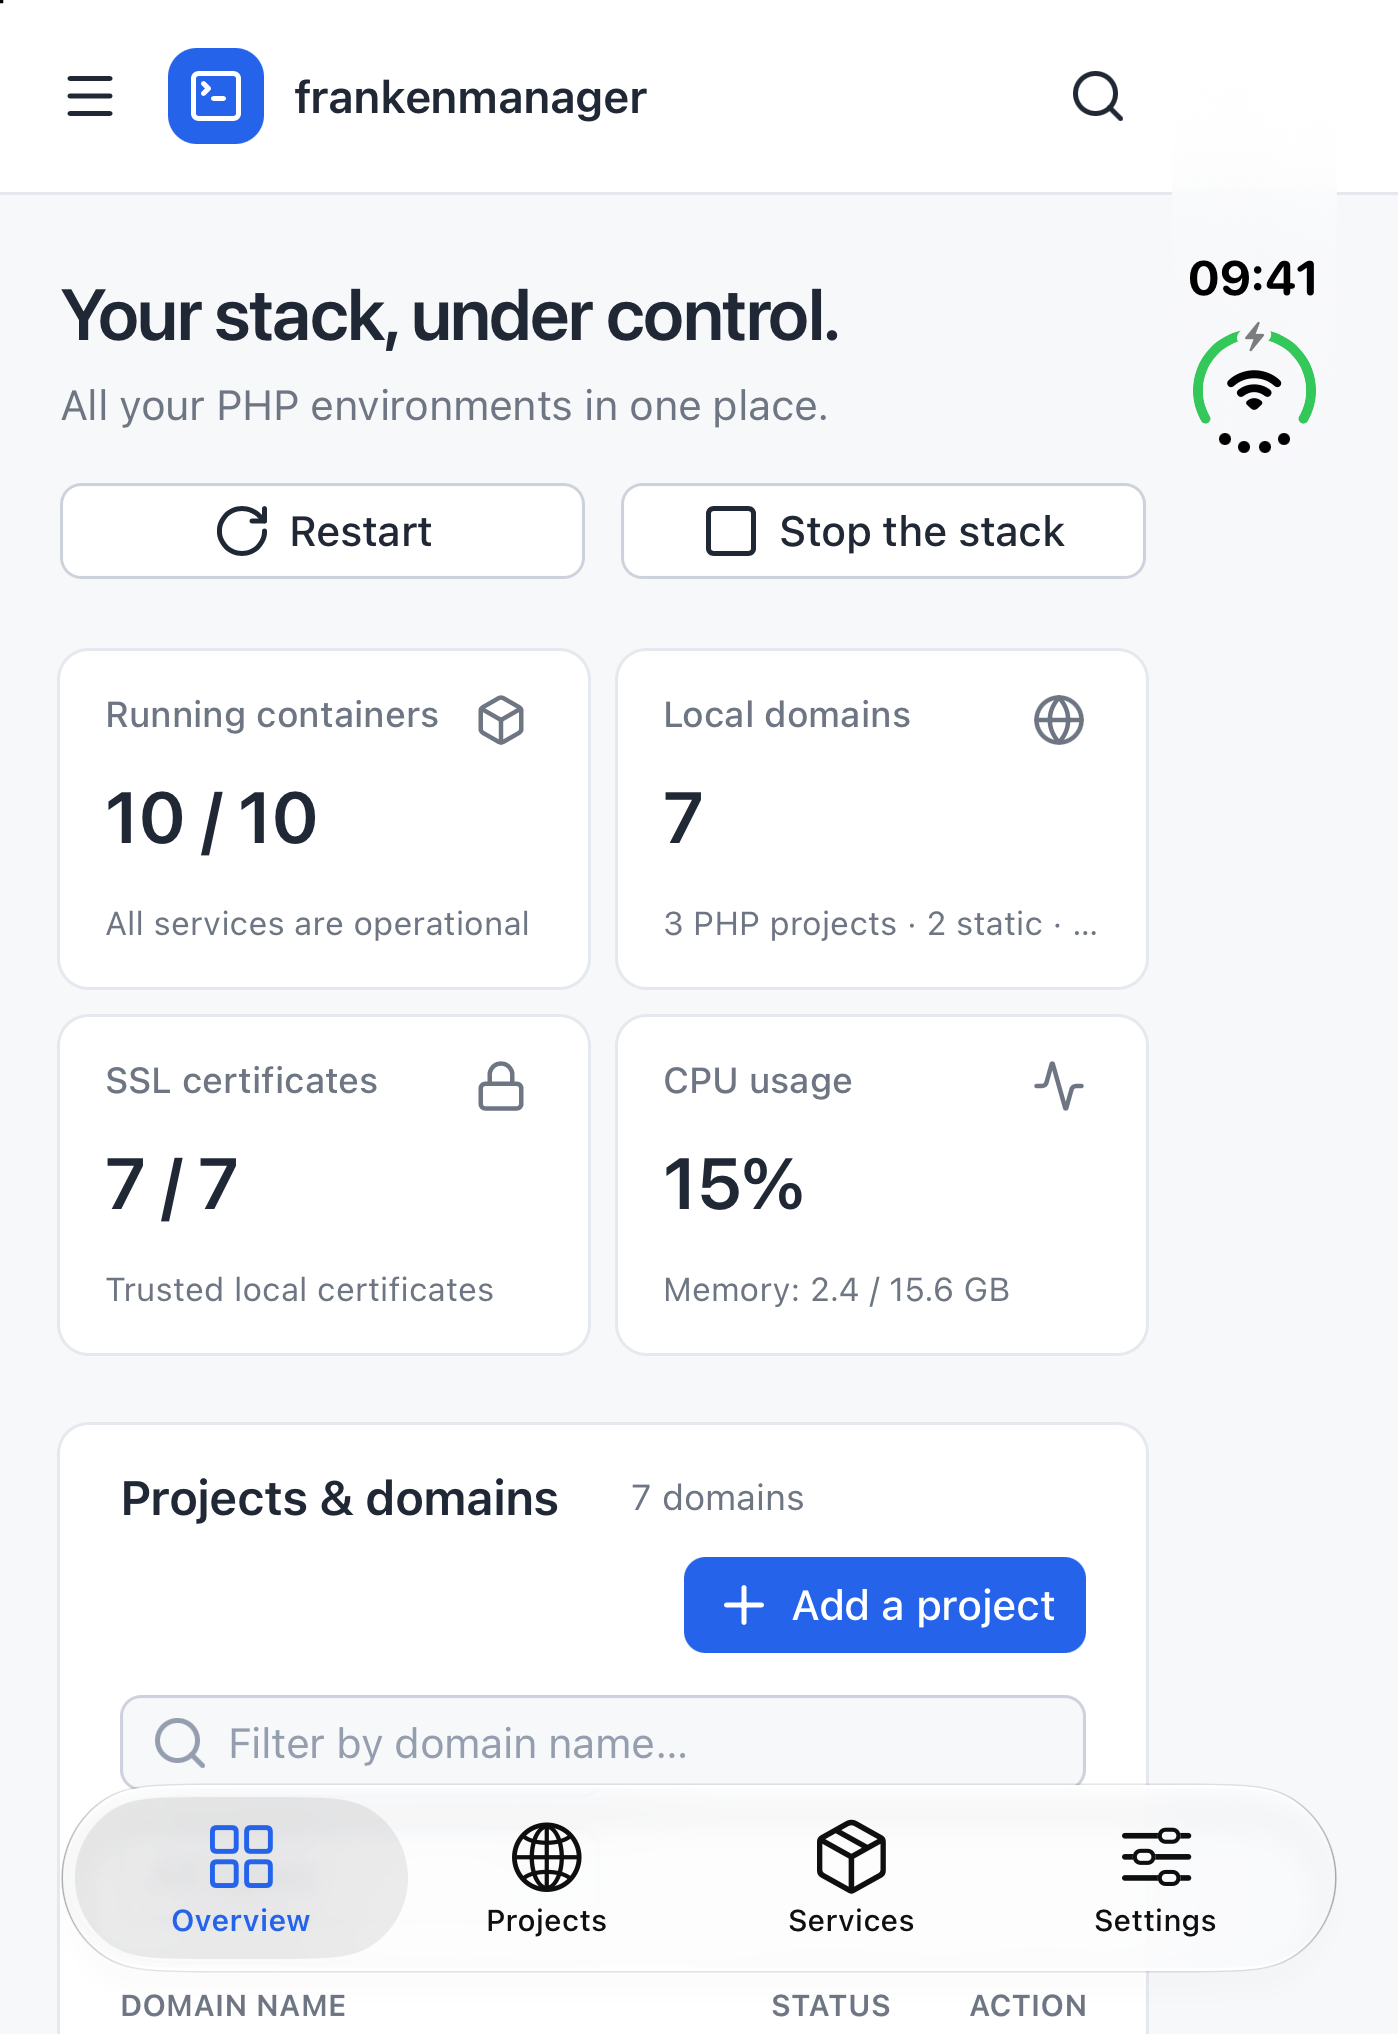 frankenmanager
09:41
Your stack, under control.
All your PHP environments in one place.
Restart
Stop the stack
Running containers
10 / 10
All services are operational
Local domains
7
3 PHP projects · 2 static · ...
SSL certificates
7 / 7
Trusted local certificates
CPU usage
15%
Memory: 2.4 / 15.6 GB
Projects & domains
7 domains
Add a project
Filter by domain name...
Overview
Projects
Services
Settings
DOMAIN NAME
STATUS
ACTION